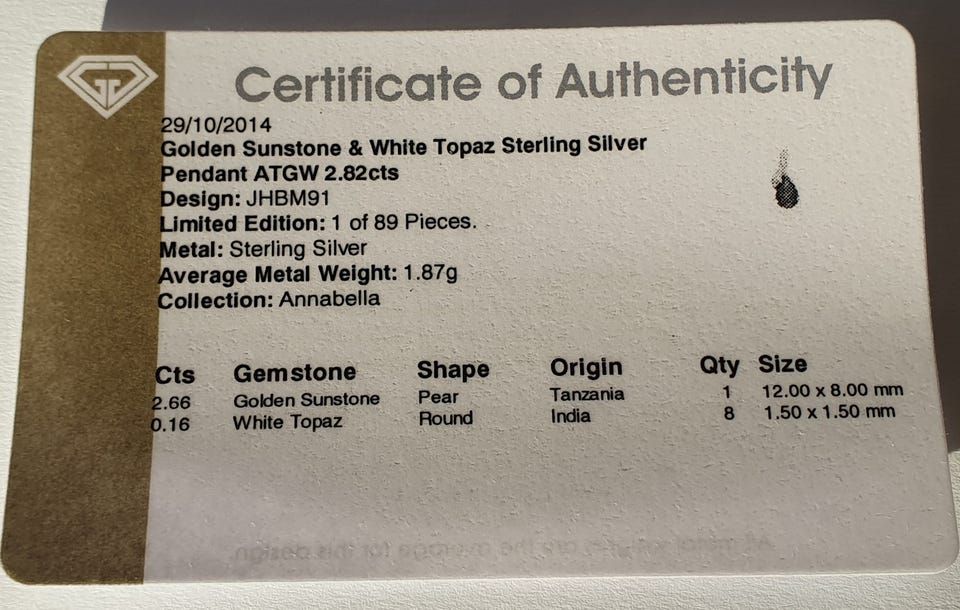 Certificate of Authenticity
29/10/2014
Golden Sunstone & White Topaz Sterling Silver
Pendant ATGW 2.82cts
Design: JHBM91
Limited Edition: 1 of 89 Pieces.
Metal: Sterling Silver
Average Metal Weight: 1.87g
Collection: Annabella
Cts Gemstone Shape Origin Qty Size
2.66 Golden Sunstone Pear Tanzania 1 12.00 x 8.00 mm
0.16 White Topaz Round India 8 1.50 x 1.50 mm